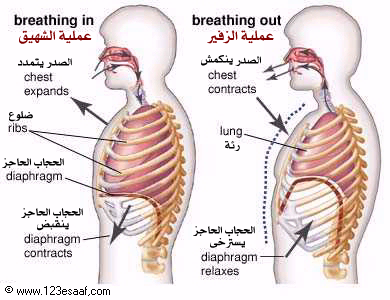 breathing in
عملية الشهيق
الصدر يتمدد
chest
expands
ضلوع
ribs
الحجاب الحاجز
diaphragm
الحجاب الحاجز
ينقبض
diaphragm
contracts
breathing out
عملية الزفير
الصدر ينكمش
chest
contracts
lung
رئة
الحجاب الحاجز
يسترخى
diaphragm
relaxes
© www.123esaaf.com